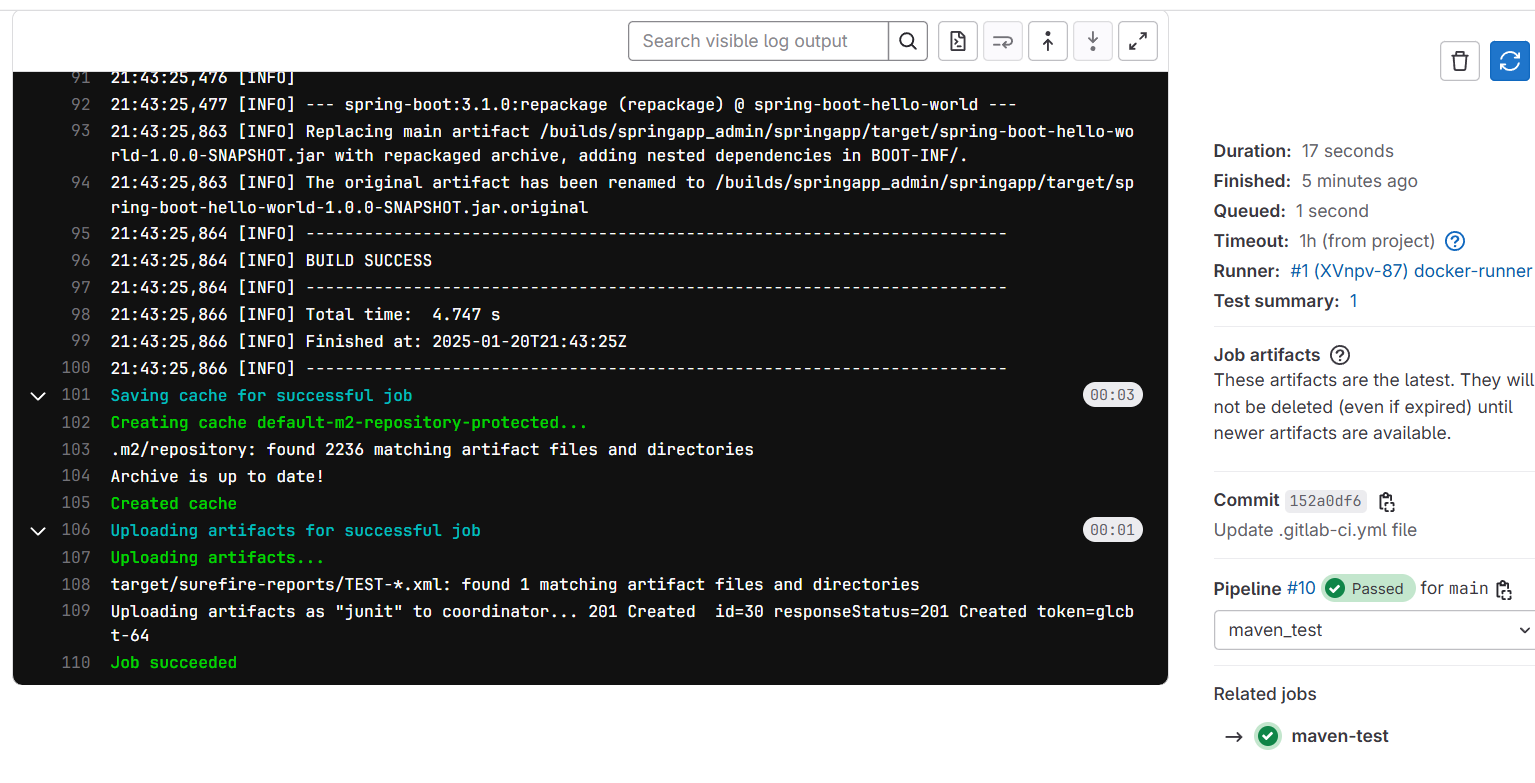 Search visible log output
91 21:43:25,476 [INFO]
92 21:43:25,477 [INFO] --- spring-boot:3.1.0:repackage (repackage) @ spring-boot-hello-world ---
93 21:43:25,863 [INFO] Replacing main artifact /builds/springapp_admin/springapp/target/spring-boot-hello-wo
rld-1.0.0-SNAPSHOT.jar with repackaged archive, adding nested dependencies in BOOT-INF/.
94 21:43:25,863 [INFO] The original artifact has been renamed to /builds/springapp_admin/springapp/target/sp
ring-boot-hello-world-1.0.0-SNAPSHOT.jar.original
95 21:43:25,864 [INFO] ------------------------------------------------------------------------
96 21:43:25,864 [INFO] BUILD SUCCESS
97 21:43:25,864 [INFO] ------------------------------------------------------------------------
98 21:43:25,866 [INFO] Total time:  4.747 s
99 21:43:25,866 [INFO] Finished at: 2025-01-20T21:43:25Z
100 21:43:25,866 [INFO] ------------------------------------------------------------------------
101 Saving cache for successful job 00:03
102 Creating cache default-m2-repository-protected...
103 .m2/repository: found 2236 matching artifact files and directories
104 Archive is up to date!
105 Created cache
106 Uploading artifacts for successful job 00:01
107 Uploading artifacts...
108 target/surefire-reports/TEST-*.xml: found 1 matching artifact files and directories
109 Uploading artifacts as "junit" to coordinator... 201 Created  id=30 responseStatus=201 Created token=glcb
t-64
110 Job succeeded
Duration: 17 seconds
Finished: 5 minutes ago
Queued: 1 second
Timeout: 1h (from project)
Runner: #1 (XVnpv-87) docker-runner
Test summary: 1
Job artifacts
These artifacts are the latest. They will
not be deleted (even if expired) until
newer artifacts are available.
Commit 152a0df6
Update .gitlab-ci.yml file
Pipeline #10 Passed for main
maven_test
Related jobs
→ maven-test